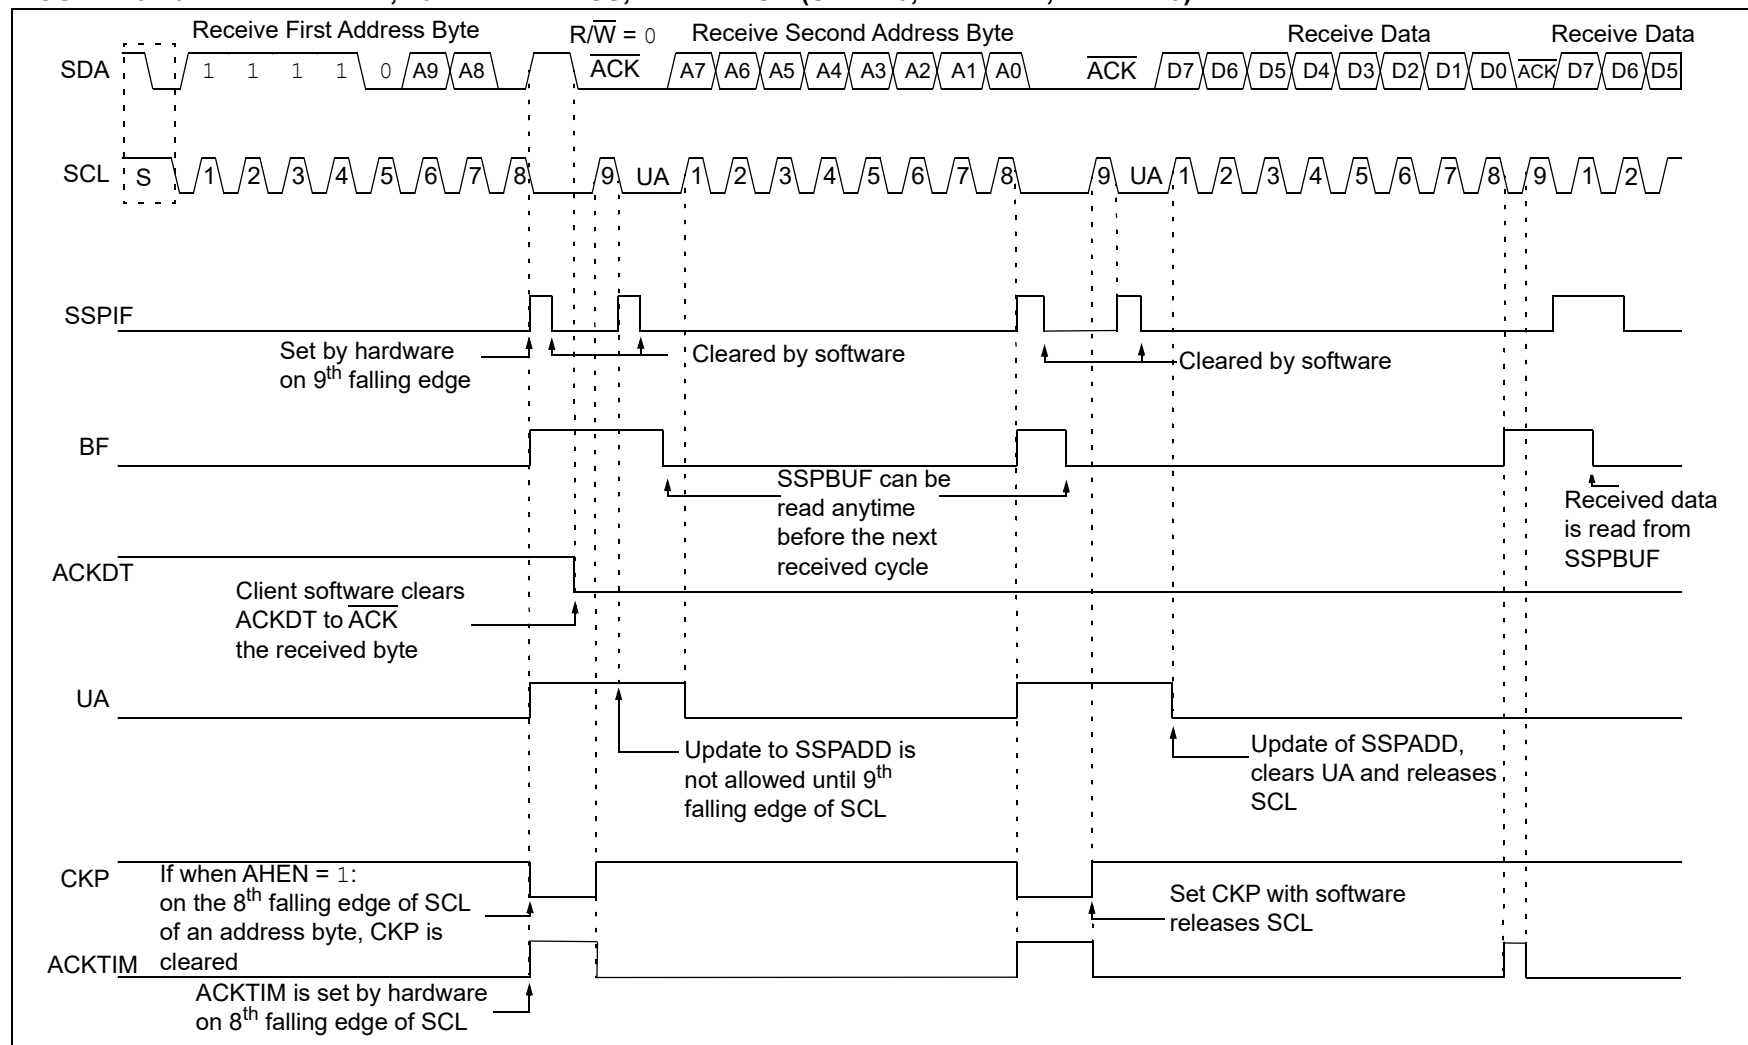 Receive First Address Byte
R/W = 0
Receive Second Address Byte
Receive Data
Receive Data
SDA
1 1 1 1 0 A9 A8
ACK
A7 A6 A5 A4 A3 A2 A1 A0
ACK
D7 D6 D5 D4 D3 D2 D1 D0 ACK D7 D6 D5
SCL
S 1 2 3 4 5 6 7 8 9 UA 1 2 3 4 5 6 7 8 9 UA 1 2 3 4 5 6 7 8 9 1 2
SSPIF
Set by hardware
on 9th falling edge
Cleared by software
Cleared by software
BF
SSPBUF can be
read anytime
before the next
received cycle
Received data
is read from
SSPBUF
ACKDT
Client software clears
ACKDT to ACK
the received byte
UA
Update to SSPADD is
not allowed until 9th
falling edge of SCL
Update of SSPADD,
clears UA and releases
SCL
CKP
If when AHEN = 1:
on the 8th falling edge of SCL
of an address byte, CKP is
cleared
Set CKP with software
releases SCL
ACKTIM
ACKTIM is set by hardware
on 8th falling edge of SCL